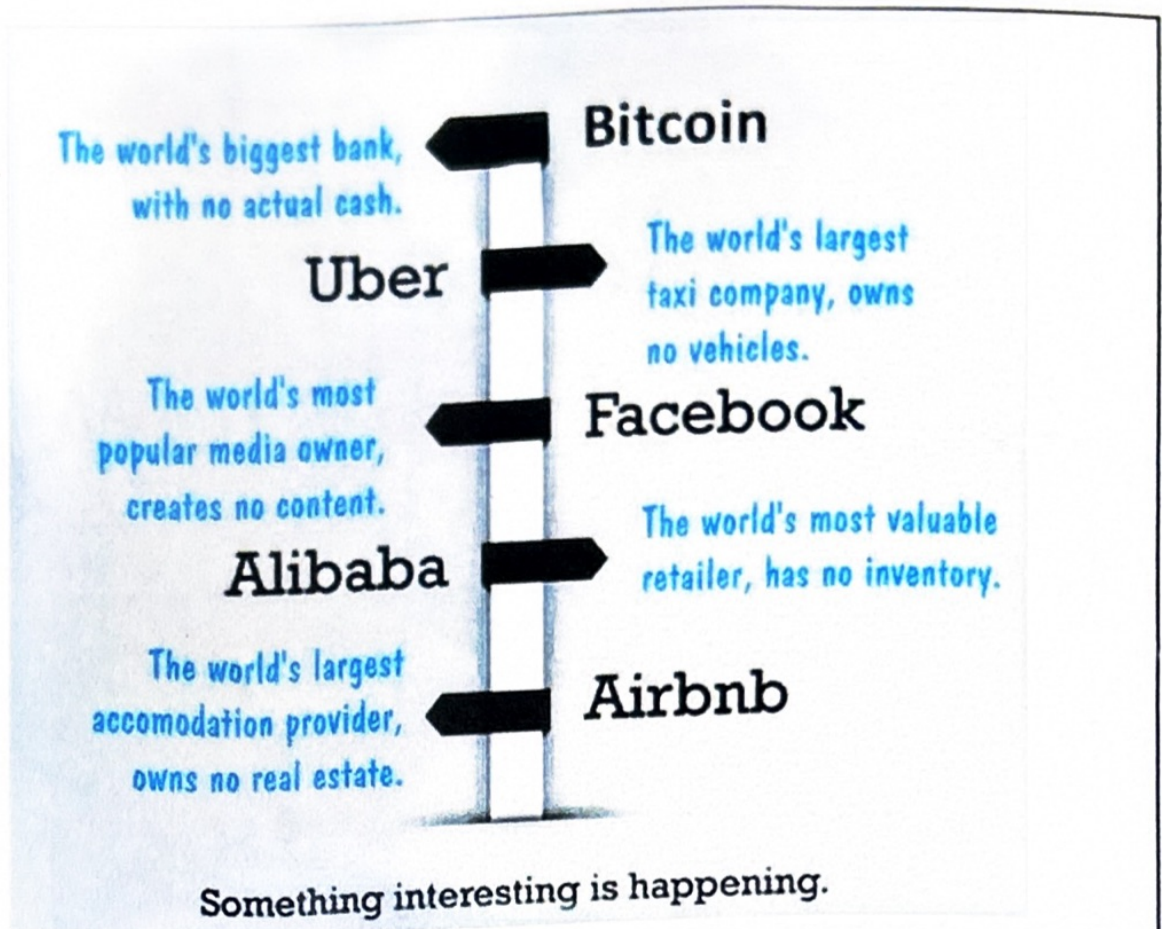 Bitcoin
The world's biggest bank,
with no actual cash.
Uber
The world's largest
taxi company, owns
no vehicles.
Facebook
The world's most
popular media owner,
creates no content.
Alibaba
The world's most valuable
retailer, has no inventory.
Airbnb
The world's largest
accomodation provider,
owns no real estate.
Something interesting is happening.